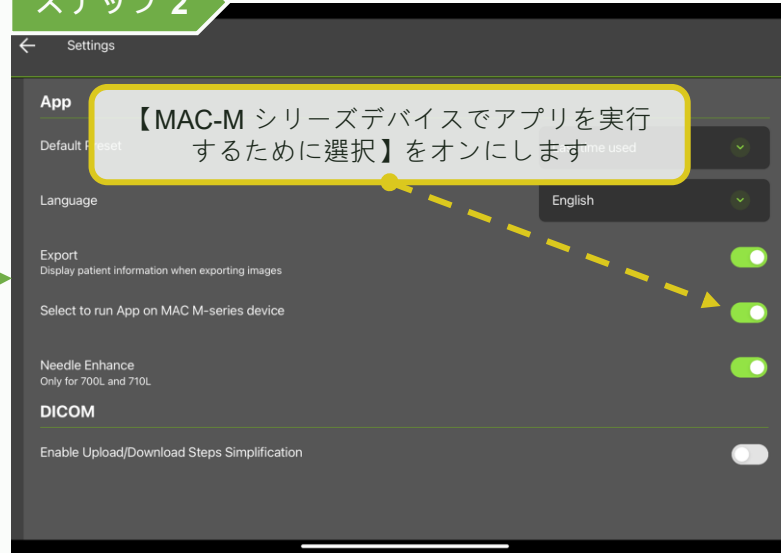 ステップ 2
Settings
App
【MAC-M シリーズデバイスでアプリを実行
するために選択】をオンにします
Default Preset
time used
Language
English
Export
Display patient information when exporting images
Select to run App on MAC M-series device
Needle Enhance
Only for 700L and 710L
DICOM
Enable Upload/Download Steps Simplification